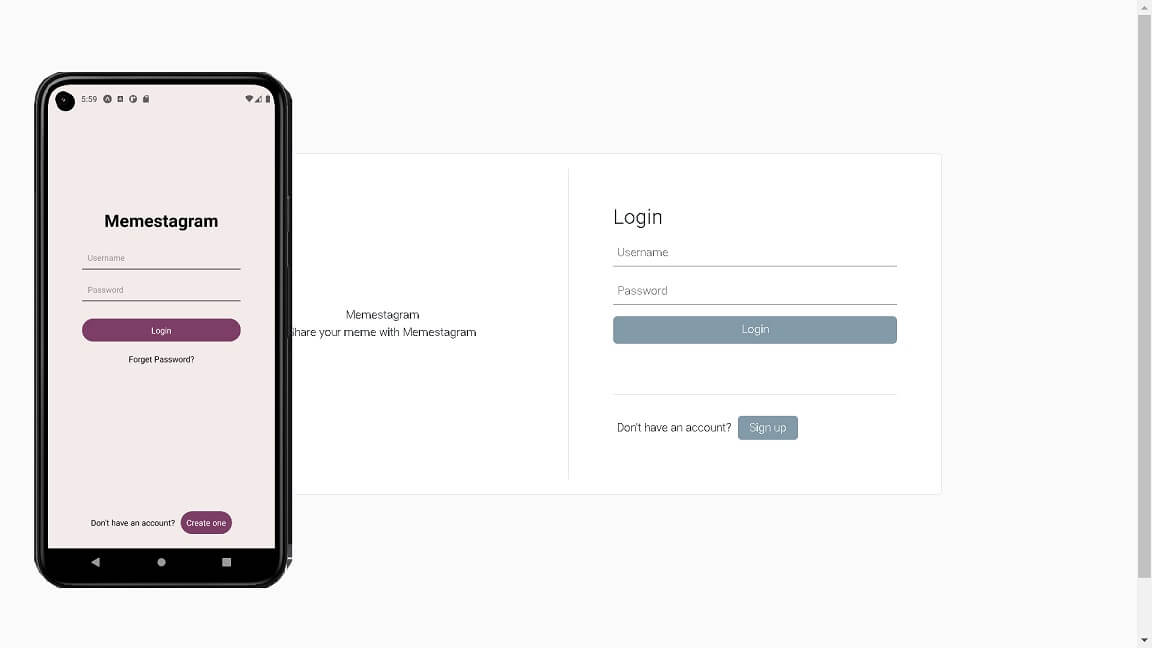 5:59
Memestagram
Username
Password
Login
Forget Password?
Don't have an account? Create one
Memestagram
hare your meme with Memestagram
Login
Username
Password
Login
Don't have an account? Sign up